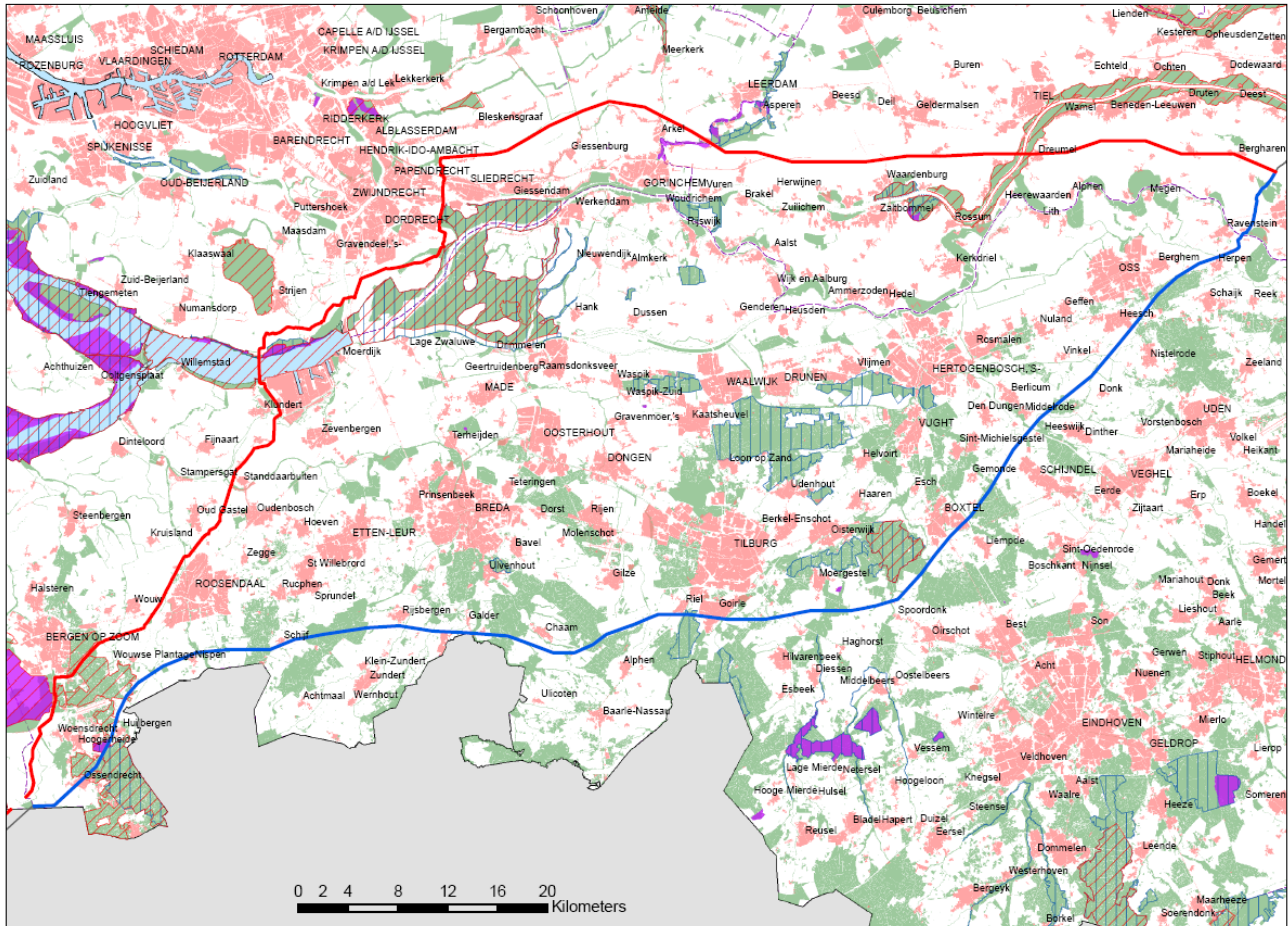 Schoonhoven
Ameide
Culemborg
Beusichem
Lienden
MAASSLUIS
SCHIEDAM
CAPELLE A/D IJSSEL
Bergambacht
Kesteren
Opheusden
Zetten
VLAARDINGEN
ROTTERDAM
KRIMPEN A/D IJSSEL
Meerkerk
ROZENBURG
Buren
Echteld
Ochten
Dodewaard
Krimpen a/d Lek
Lekkerkerk
LEERDAM
Beesd
Deil
Geldermalsen
TIEL
Wamel
Beneden-Leeuwen
Druten
Deest
Asperen
HOOGVLIET
RIDDERKERK
Bleskensgraaf
SPIJKENISSE
BARENDRECHT
ALBLASSERDAM
Arkel
HENDRIK-IDO-AMBACHT
Giessenburg
Dreumel
Bergharen
Zuidland
OUD-BEIJERLAND
PAPENDRECHT
SLIEDRECHT
GORINCHEM
Vuren
Herwijnen
Waardenburg
ZWIJNDRECHT
Giessendam
Woudrichem
Brakel
Heerewaarden
Alphen
Megen
Puttershoek
Werkendam
Zuilichem
Zaltbommel
Maasdam
DORDRECHT
Rijswijk
Rossum
Lith
Ravenstein
Klaaswaal
Gravendeel, 's-
Nieuwendijk
Almkerk
Aalst
Kerkdriel
Berghem
Herpen
Zuid-Beijerland
OSS
Tiengemeten
Strijen
Wijk en Aalburg
Ammerzoden
Hedel
Schaijk
Reek
Numansdorp
Hank
Dussen
Genderen
Heusden
Geffen
Heesch
Nuland
Achthuizen
Willemstad
Moerdijk
Lage Zwaluwe
Drimmelen
Rosmalen
Vinkel
Nistelrode
Zeeland
Ooltgensplaat
Geertruidenberg
Raamsdonksveer
Waspik
Vlijmen
HERTOGENBOSCH,'S-
MADE
Waspik-Zuid
WAALWIJK
DRUNEN
Berlicum
Donk
Klundert
Gravenmoer,'s
Kaatsheuvel
Den Dungen
Middelrode
UDEN
Dinteloord
Fijnaart
Zevenbergen
Terheijden
OOSTERHOUT
VUGHT
Heeswijk
Dinther
Vorstenbosch
Volkel
Sint-Michielsgestel
Mariaheide
Helkant
DONGEN
Loon op Zand
Helvoirt
Stampersgat
Standdaarbuiten
Teteringen
Gemonde
SCHIJNDEL
VEGHEL
Prinsenbeek
Udenhout
Haaren
Esch
Eerde
Erp
Boekel
Steenbergen
Oud Gastel
Oudenbosch
BREDA
Dorst
Rijen
BOXTEL
Zijtaart
Kruisland
Hoeven
ETTEN-LEUR
Molenschot
Berkel-Enschot
Oisterwijk
Handel
Zegge
Bavel
TILBURG
Liempde
Sint-Oedenrode
St Willebrord
Ulvenhout
Moergestel
Boschkant
Nijnsel
Gemert
Halsteren
ROOSENDAAL
Rucphen
Gilze
Mariahout
Donk
Mortel
Wouw
Sprundel
Rijsbergen
Riel
Goirle
Spoordonk
Beek
Lieshout
Galder
Chaam
Oirschot
Best
Son
Aarle
BERGEN OP ZOOM
Schijf
Haghorst
Wouwse Plantage
Nispen
Hilvarenbeek
Gerwen
Stiphout
Klein-Zundert
Alphen
Diessen
Acht
HELMOND
Achtmaal
Zundert
Oostelbeers
Nuenen
Wernhout
Ulicoten
Esbeek
Middelbeers
Baarle-Nassau
Wintelre
EINDHOVEN
Mierlo
Woensdrecht
Huijbergen
Hoogerheide
Vessem
GELDROP
Lierop
Veldhoven
Ossendrecht
Lage Mierde
Netersel
Hoogeloon
Knegsel
Aalst
Hooge Mierde
Hulsel
Waalre
Someren
Steensel
Heeze
Reusel
Bladel
Hapert
Duizel
Eersel
Dommelen
Leende
Westerhoven
Bergeyk
Maarheeze
Borkel
Soerendonk
0 2 4 8 12 16 20
Kilometers